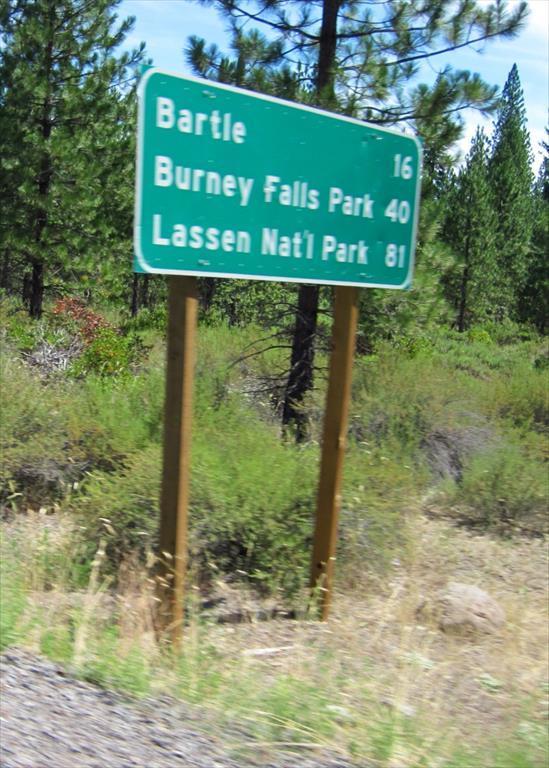 Bartle 16
Burney Falls Park 40
Lassen Nat'l Park 81